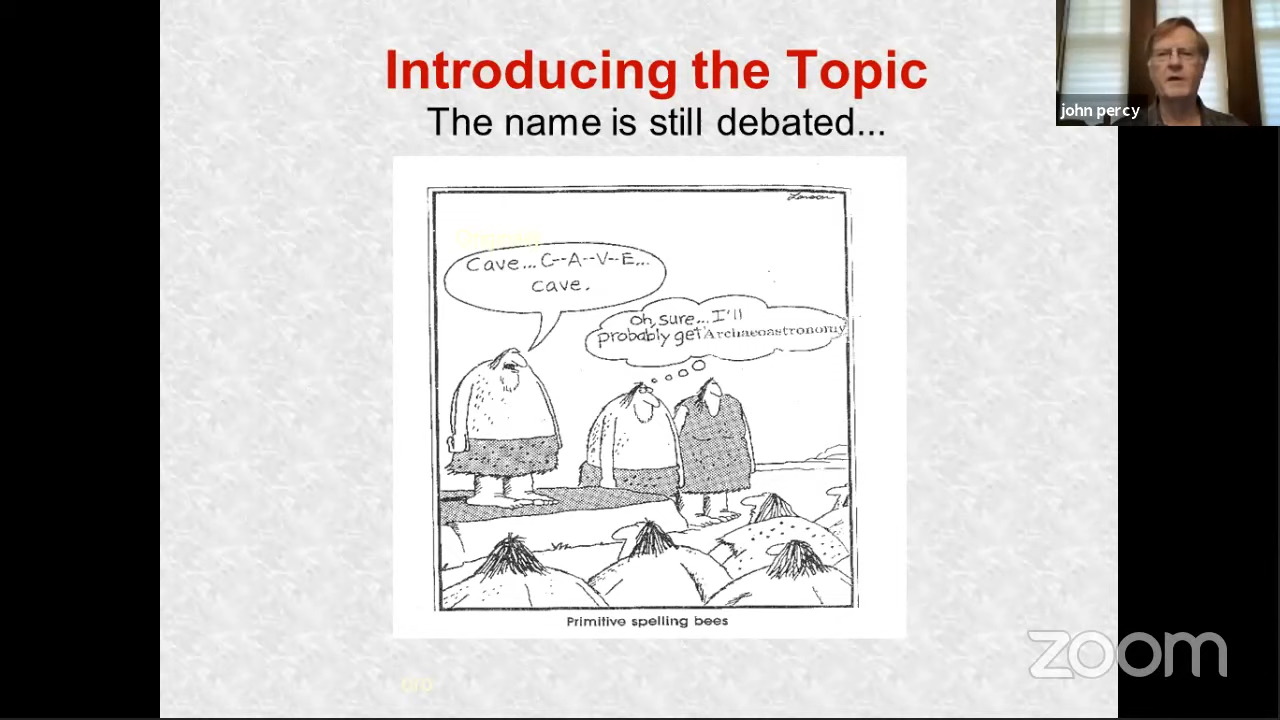 Introducing the Topic
The name is still debated...
john percy
Larson
Cave... C--A--V--E...
cave.
Oh, sure... I'll
probably get Archaeoastronomy
Primitive spelling bees
zoom